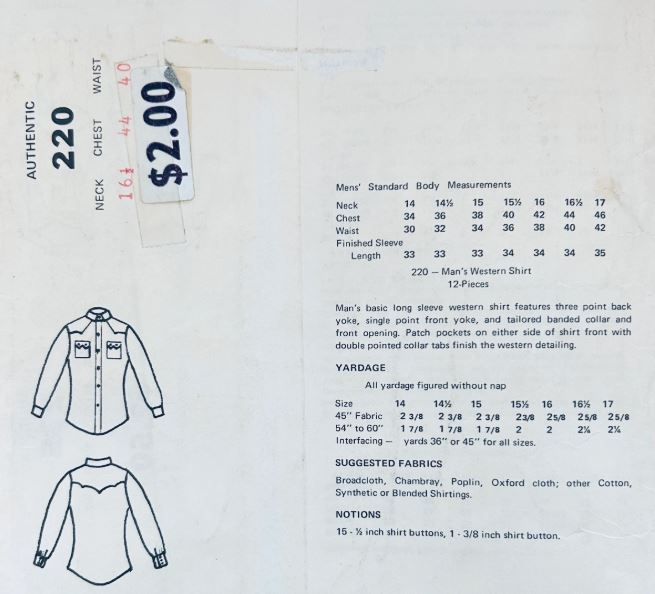 AUTHENTIC
220
NECK CHEST WAIST
16½ 44 40
$2.00
Mens' Standard Body Measurements
Neck 14 14½ 15 15½ 16 16½ 17
Chest 34 36 38 40 42 44 46
Waist 30 32 34 36 38 40 42
Finished Sleeve
Length 33 33 33 34 34 34 35
220 — Man's Western Shirt
12-Pieces
Man's basic long sleeve western shirt features three point back
yoke, single point front yoke, and tailored banded collar and
front opening. Patch pockets on either side of shirt front with
double pointed collar tabs finish the western detailing.
YARDAGE
All yardage figured without nap
Size 14 14½ 15 15½ 16 16½ 17
45" Fabric 2 3/8 2 3/8 2 3/8 2 3/8 2 5/8 2 5/8 2 5/8
54" to 60" 1 7/8 1 7/8 1 7/8 2 2 2¼ 2¼
Interfacing — yards 36" or 45" for all sizes.
SUGGESTED FABRICS
Broadcloth, Chambray, Poplin, Oxford cloth; other Cotton,
Synthetic or Blended Shirtings.
NOTIONS
15 - ½ inch shirt buttons, 1 - 3/8 inch shirt button.